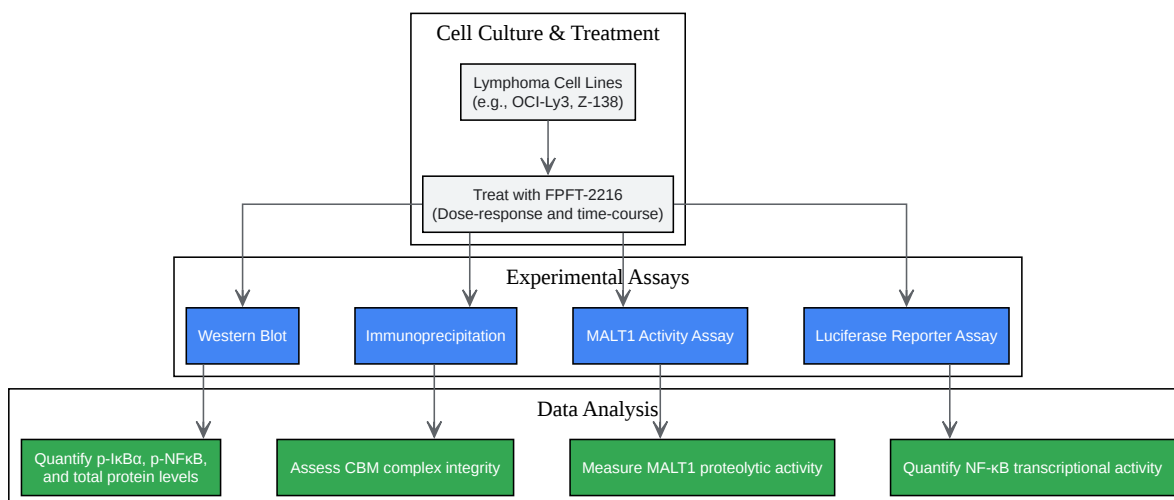 Cell Culture & Treatment
Lymphoma Cell Lines
(e.g., OCI-Ly3, Z-138)
Treat with FPFT-2216
(Dose-response and time-course)
Experimental Assays
Western Blot
Immunoprecipitation
MALT1 Activity Assay
Luciferase Reporter Assay
Data Analysis
Quantify p-IκBα, p-NFκB,
and total protein levels
Assess CBM complex integrity
Measure MALT1 proteolytic activity
Quantify NF-κB transcriptional activity